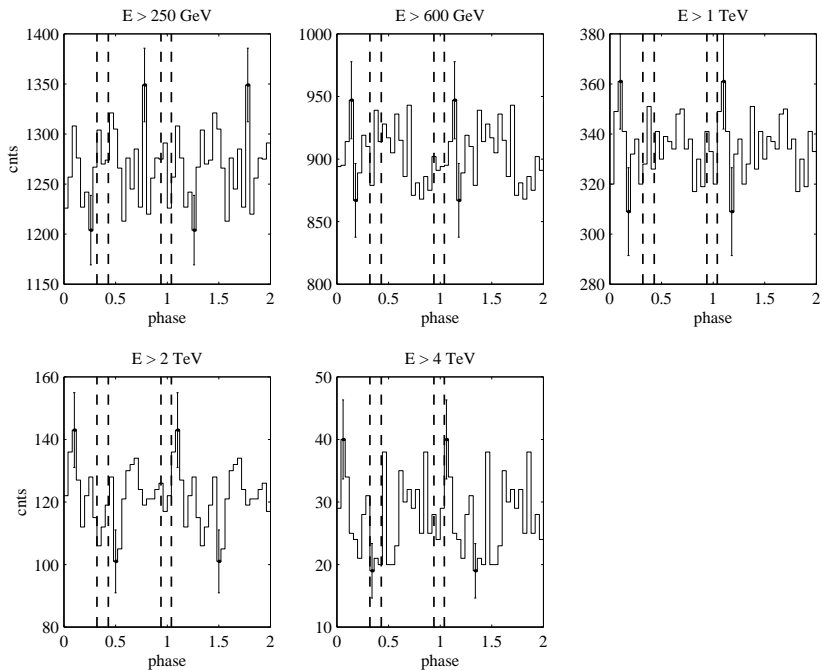 E > 250 GeV
1400
1350
1300
1250
1200
1150
cnts
0 0.5 1 1.5 2
phase
E > 600 GeV
1000
950
900
850
800
0 0.5 1 1.5 2
phase
E > 1 TeV
380
360
340
320
300
280
0 0.5 1 1.5 2
phase
E > 2 TeV
160
140
120
100
80
cnts
0 0.5 1 1.5 2
phase
E > 4 TeV
50
40
30
20
10
0 0.5 1 1.5 2
phase